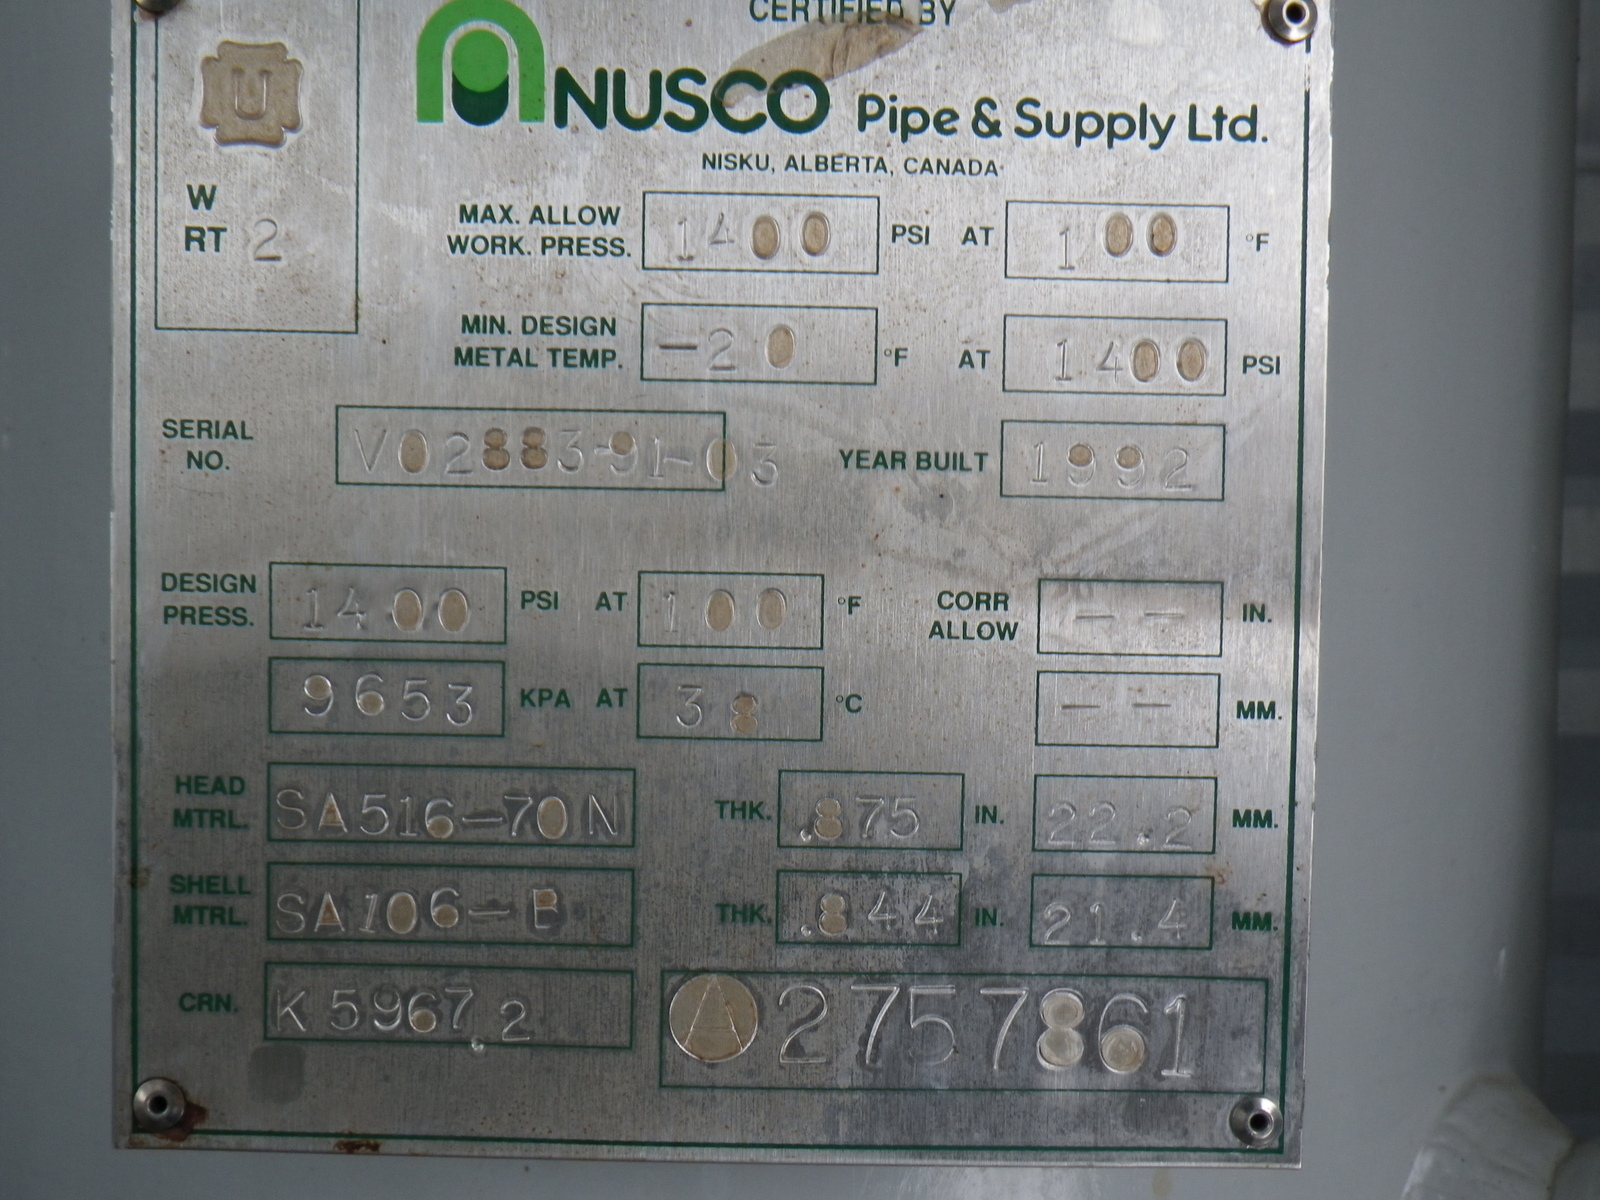 CERTIFIED BY
U
NUSCO Pipe & Supply Ltd.
NISKU, ALBERTA, CANADA
W
RT 2
MAX. ALLOW WORK. PRESS. 1400 PSI AT 100 °F
MIN. DESIGN METAL TEMP. -20 °F AT 1400 PSI
SERIAL NO. V02883-91-03 YEAR BUILT 1992
DESIGN PRESS. 1400 PSI AT 100 °F CORR ALLOW -- IN.
9653 KPA AT 38 °C -- MM.
HEAD MTRL. SA516-70N THK. .875 IN. 22.2 MM.
SHELL MTRL. SA106-B THK. .844 IN. 21.4 MM.
CRN. K5967.2 A 2757861